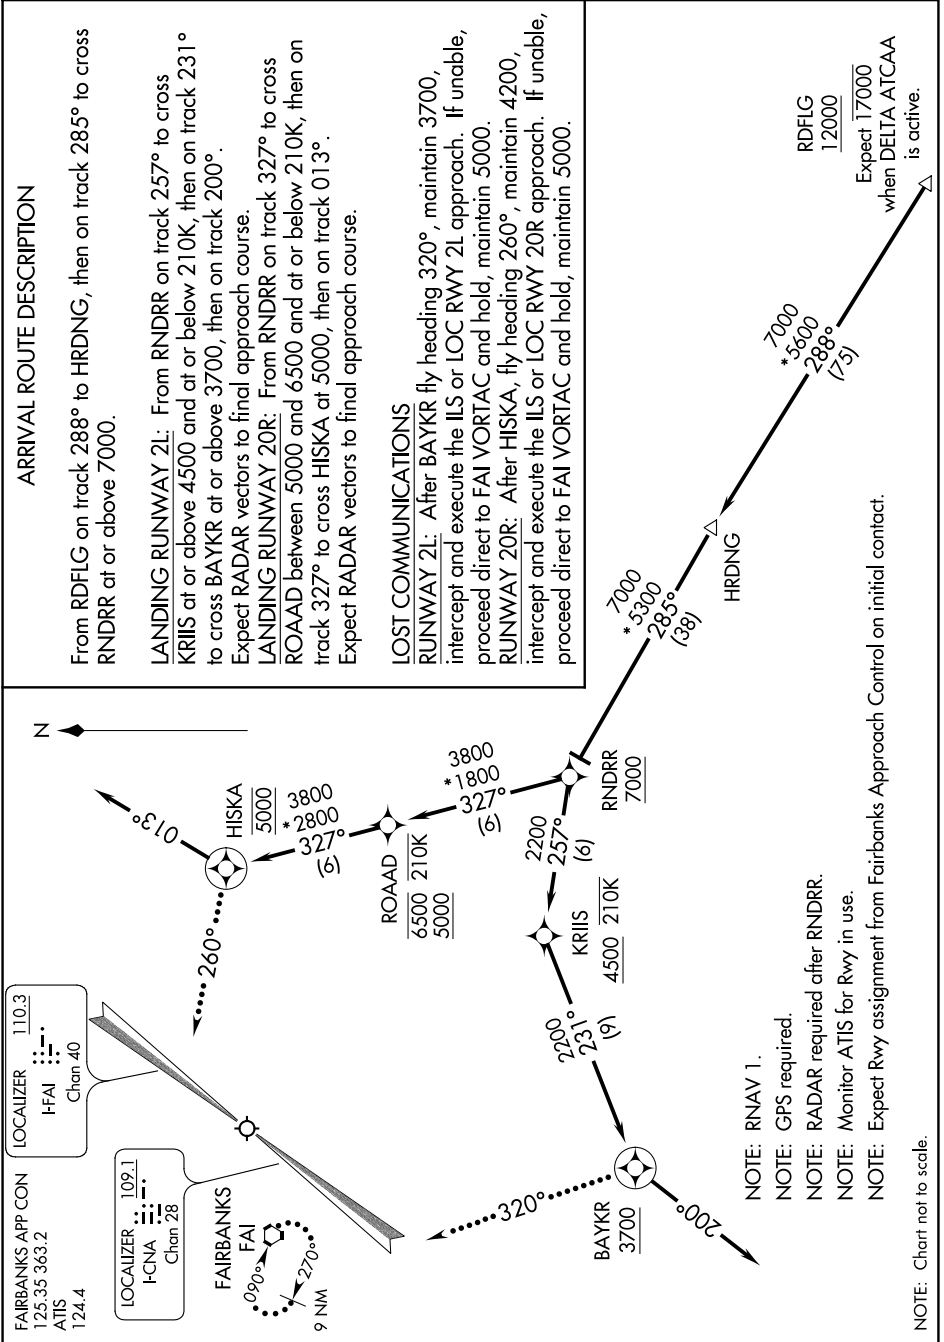 ARRIVAL ROUTE DESCRIPTION
From RDFLG on track 288° to HRDNG, then on track 285° to cross
RNDRR at or above 7000.
LANDING RUNWAY 2L: From RNDRR on track 257° to cross
KRIIS at or above 4500 and at or below 210K, then on track 231°
to cross BAYKR at or above 3700, then on track 200°.
Expect RADAR vectors to final approach course.
LANDING RUNWAY 20R: From RNDRR on track 327° to cross
ROAAD between 5000 and 6500 and at or below 210K, then on
track 327° to cross HISKA at 5000, then on track 013°.
Expect RADAR vectors to final approach course.
LOST COMMUNICATIONS
RUNWAY 2L: After BAYKR fly heading 320°, maintain 3700,
intercept and execute the ILS or LOC RWY 2L approach. If unable,
proceed direct to FAI VORTAC and hold, maintain 5000.
RUNWAY 20R: After HISKA, fly heading 260°, maintain 4200,
intercept and execute the ILS or LOC RWY 20R approach. If unable,
proceed direct to FAI VORTAC and hold, maintain 5000.
FAIRBANKS APP CON
125.35 363.2
ATIS
124.4
LOCALIZER 110.3
I-FAI
Chan 40
LOCALIZER 109.1
I-CNA
Chan 28
FAIRBANKS
FAI
090°
270°
9 NM
N
013°
HISKA
5000
260°
3800
*2800
327°
(6)
ROAAD
6500 210K
5000
3800
*1800
327°
(6)
RNDRR
7000
2200
257°
(6)
KRIIS
4500 210K
2200
231°
(9)
BAYKR
3700
320°
200°
7000
*5300
285°
(38)
HRDNG
7000
*5600
288°
(75)
RDFLG
12000
Expect 17000
when DELTA ATCAA
is active.
NOTE: RNAV 1.
NOTE: GPS required.
NOTE: RADAR required after RNDRR.
NOTE: Monitor ATIS for Rwy in use.
NOTE: Expect Rwy assignment from Fairbanks Approach Control on initial contact.
NOTE: Chart not to scale.